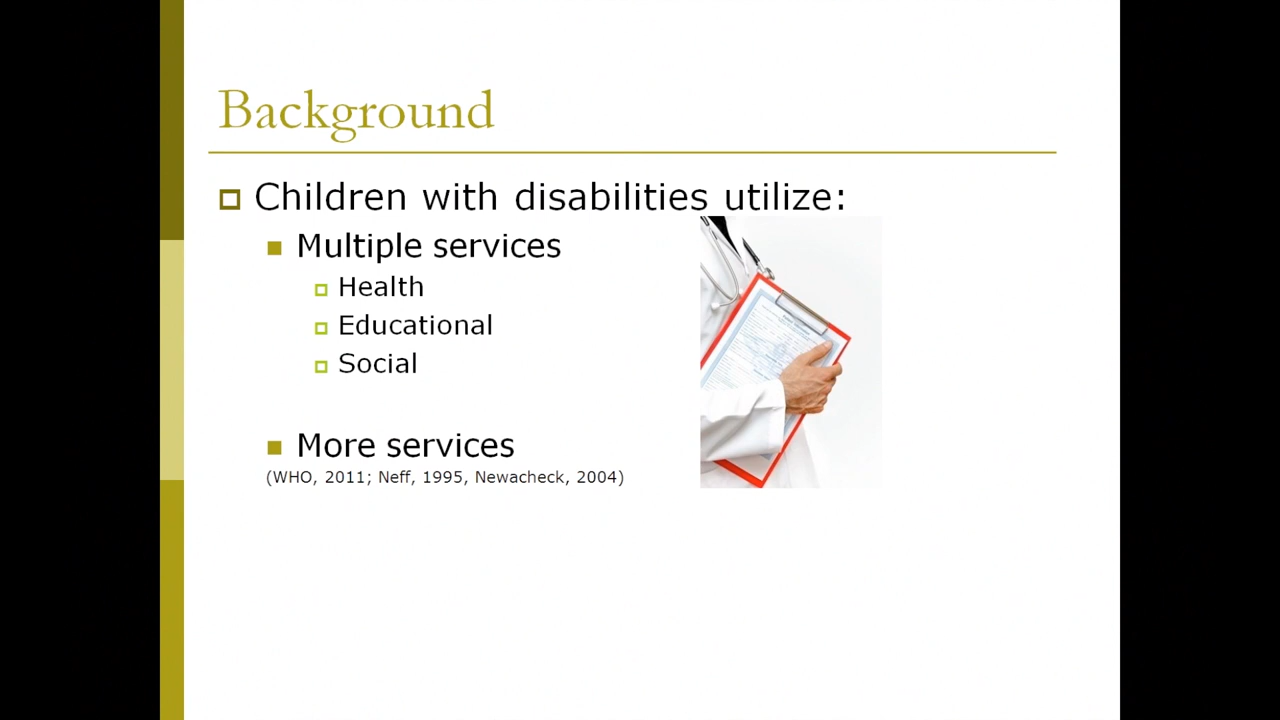 Background
Children with disabilities utilize:
Multiple services
Health
Educational
Social
More services
(WHO, 2011; Neff, 1995, Newacheck, 2004)